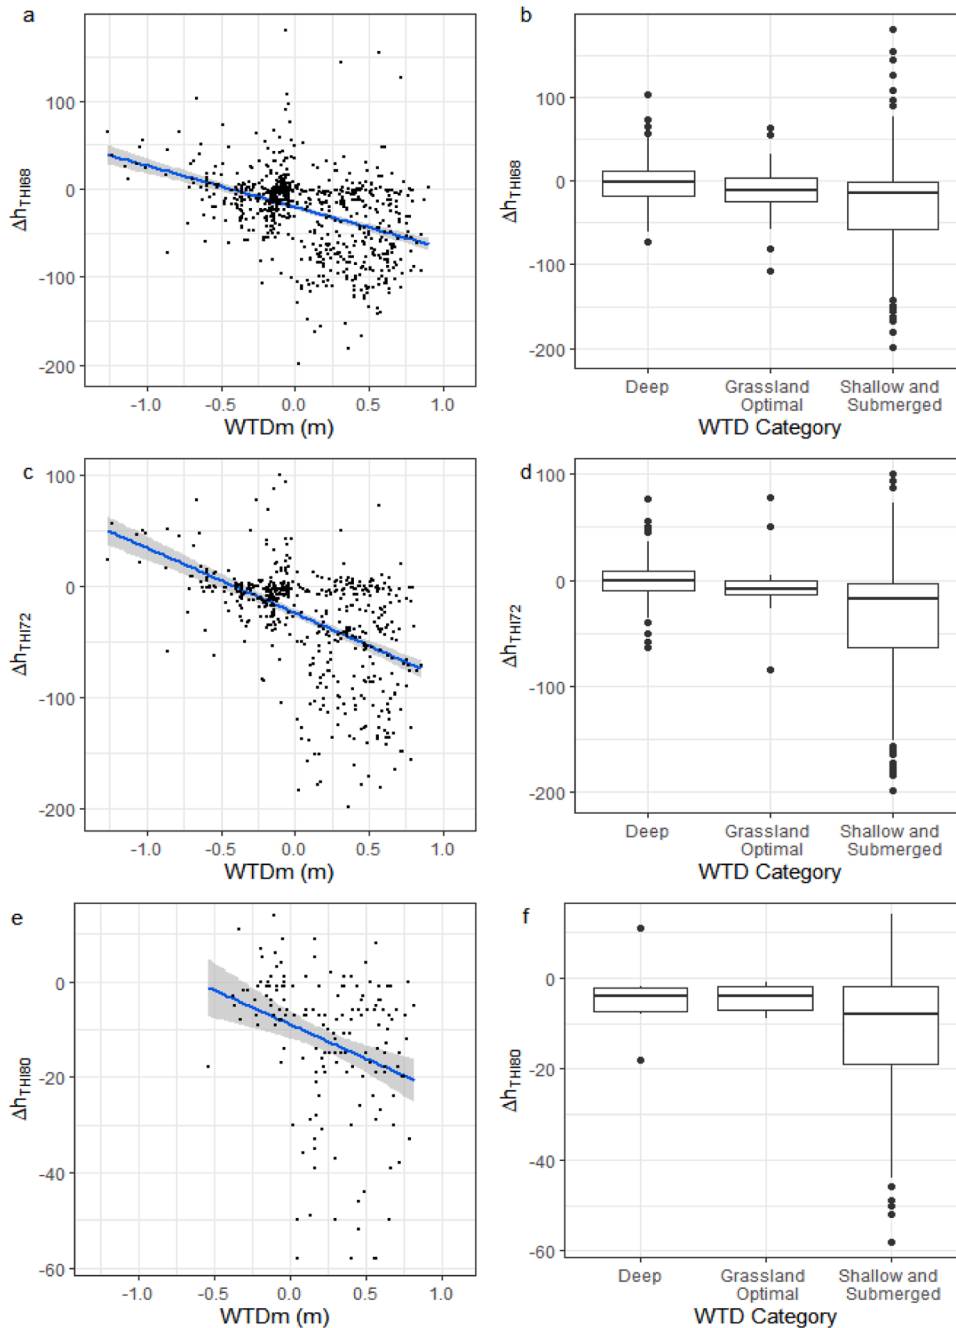 a
100
0
-100
-200
ΔhTHI68
-1.0 -0.5 0.0 0.5 1.0
WTDm (m)
b
100
0
-100
-200
ΔhTHI68
Deep Grassland Optimal Shallow and Submerged
WTD Category
c
100
50
0
-50
-100
-200
ΔhTHI72
-1.0 -0.5 0.0 0.5 1.0
WTDm (m)
d
100
0
-100
-200
ΔhTHI72
Deep Grassland Optimal Shallow and Submerged
WTD Category
e
0
-20
-40
-60
ΔhTHI80
-1.0 -0.5 0.0 0.5 1.0
WTDm (m)
f
0
-20
-40
-60
ΔhTHI80
Deep Grassland Optimal Shallow and Submerged
WTD Category